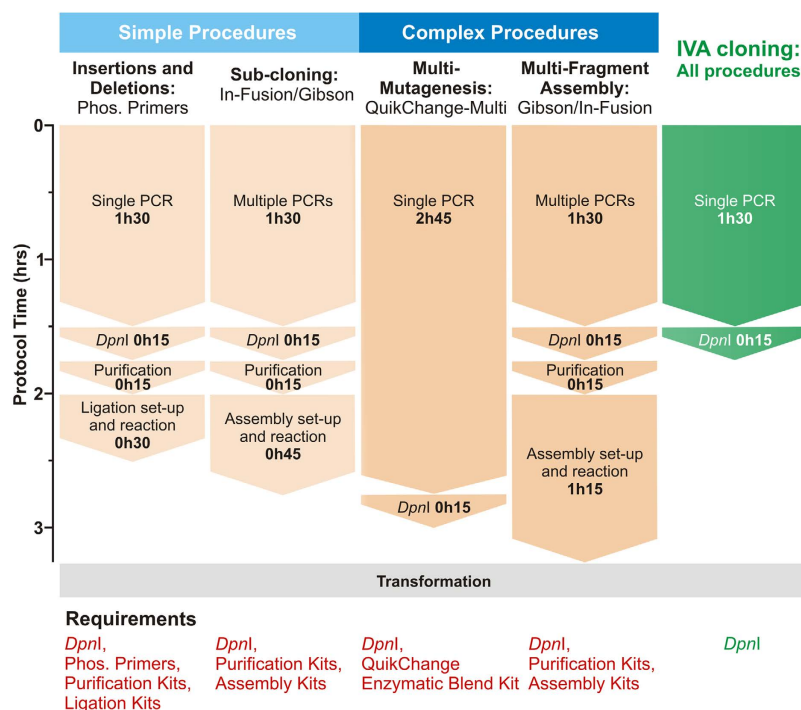 Simple Procedures
Complex Procedures
IVA cloning:
All procedures
Insertions and
Deletions:
Phos. Primers
Sub-cloning:
In-Fusion/Gibson
Multi-
Mutagenesis:
QuikChange-Multi
Multi-Fragment
Assembly:
Gibson/In-Fusion
Protocol Time (hrs)
0
1
2
3
Single PCR
1h30
DpnI 0h15
Purification
0h15
Ligation set-up
and reaction
0h30
Multiple PCRs
1h30
DpnI 0h15
Purification
0h15
Assembly set-up
and reaction
0h45
Single PCR
2h45
DpnI 0h15
Multiple PCRs
1h30
DpnI 0h15
Purification
0h15
Assembly set-up
and reaction
1h15
Single PCR
1h30
DpnI 0h15
Transformation
Requirements
DpnI,
Phos. Primers,
Purification Kits,
Ligation Kits
DpnI,
Purification Kits,
Assembly Kits
DpnI,
QuikChange
Enzymatic Blend Kit
DpnI,
Purification Kits,
Assembly Kits
DpnI